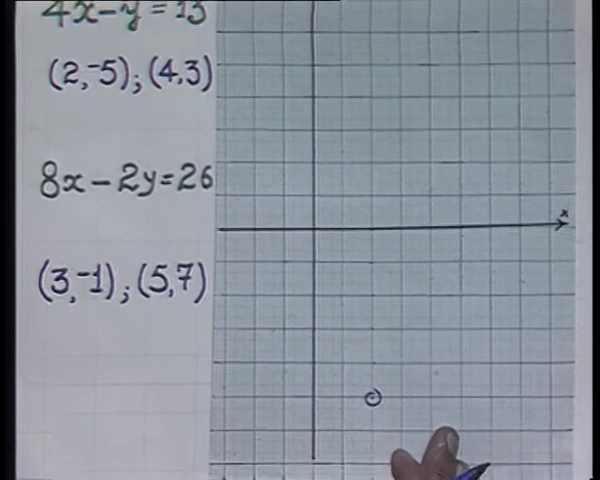 4x-y=13
(2,⁻5); (4,3)
8x-2y=26
(3,⁻1); (5,7)
x